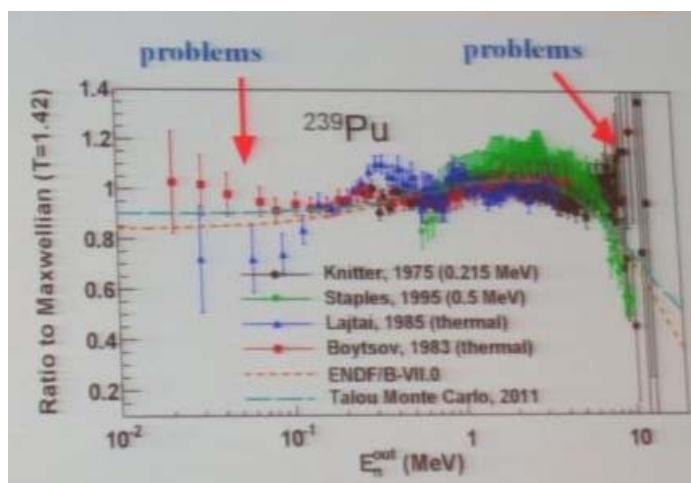 problems
problems
1.4
1.2
1
0.8
0.6
0.4
0.2
Ratio to Maxwellian (T=1.42)
²³⁹Pu
Knitter, 1975 (0.215 MeV)
Staples, 1995 (0.5 MeV)
Lajtai, 1985 (thermal)
Boytsov, 1983 (thermal)
ENDF/B-VII.0
Talou Monte Carlo, 2011
10⁻² 10⁻¹ 1 10
Eₙᵒᵘᵗ (MeV)